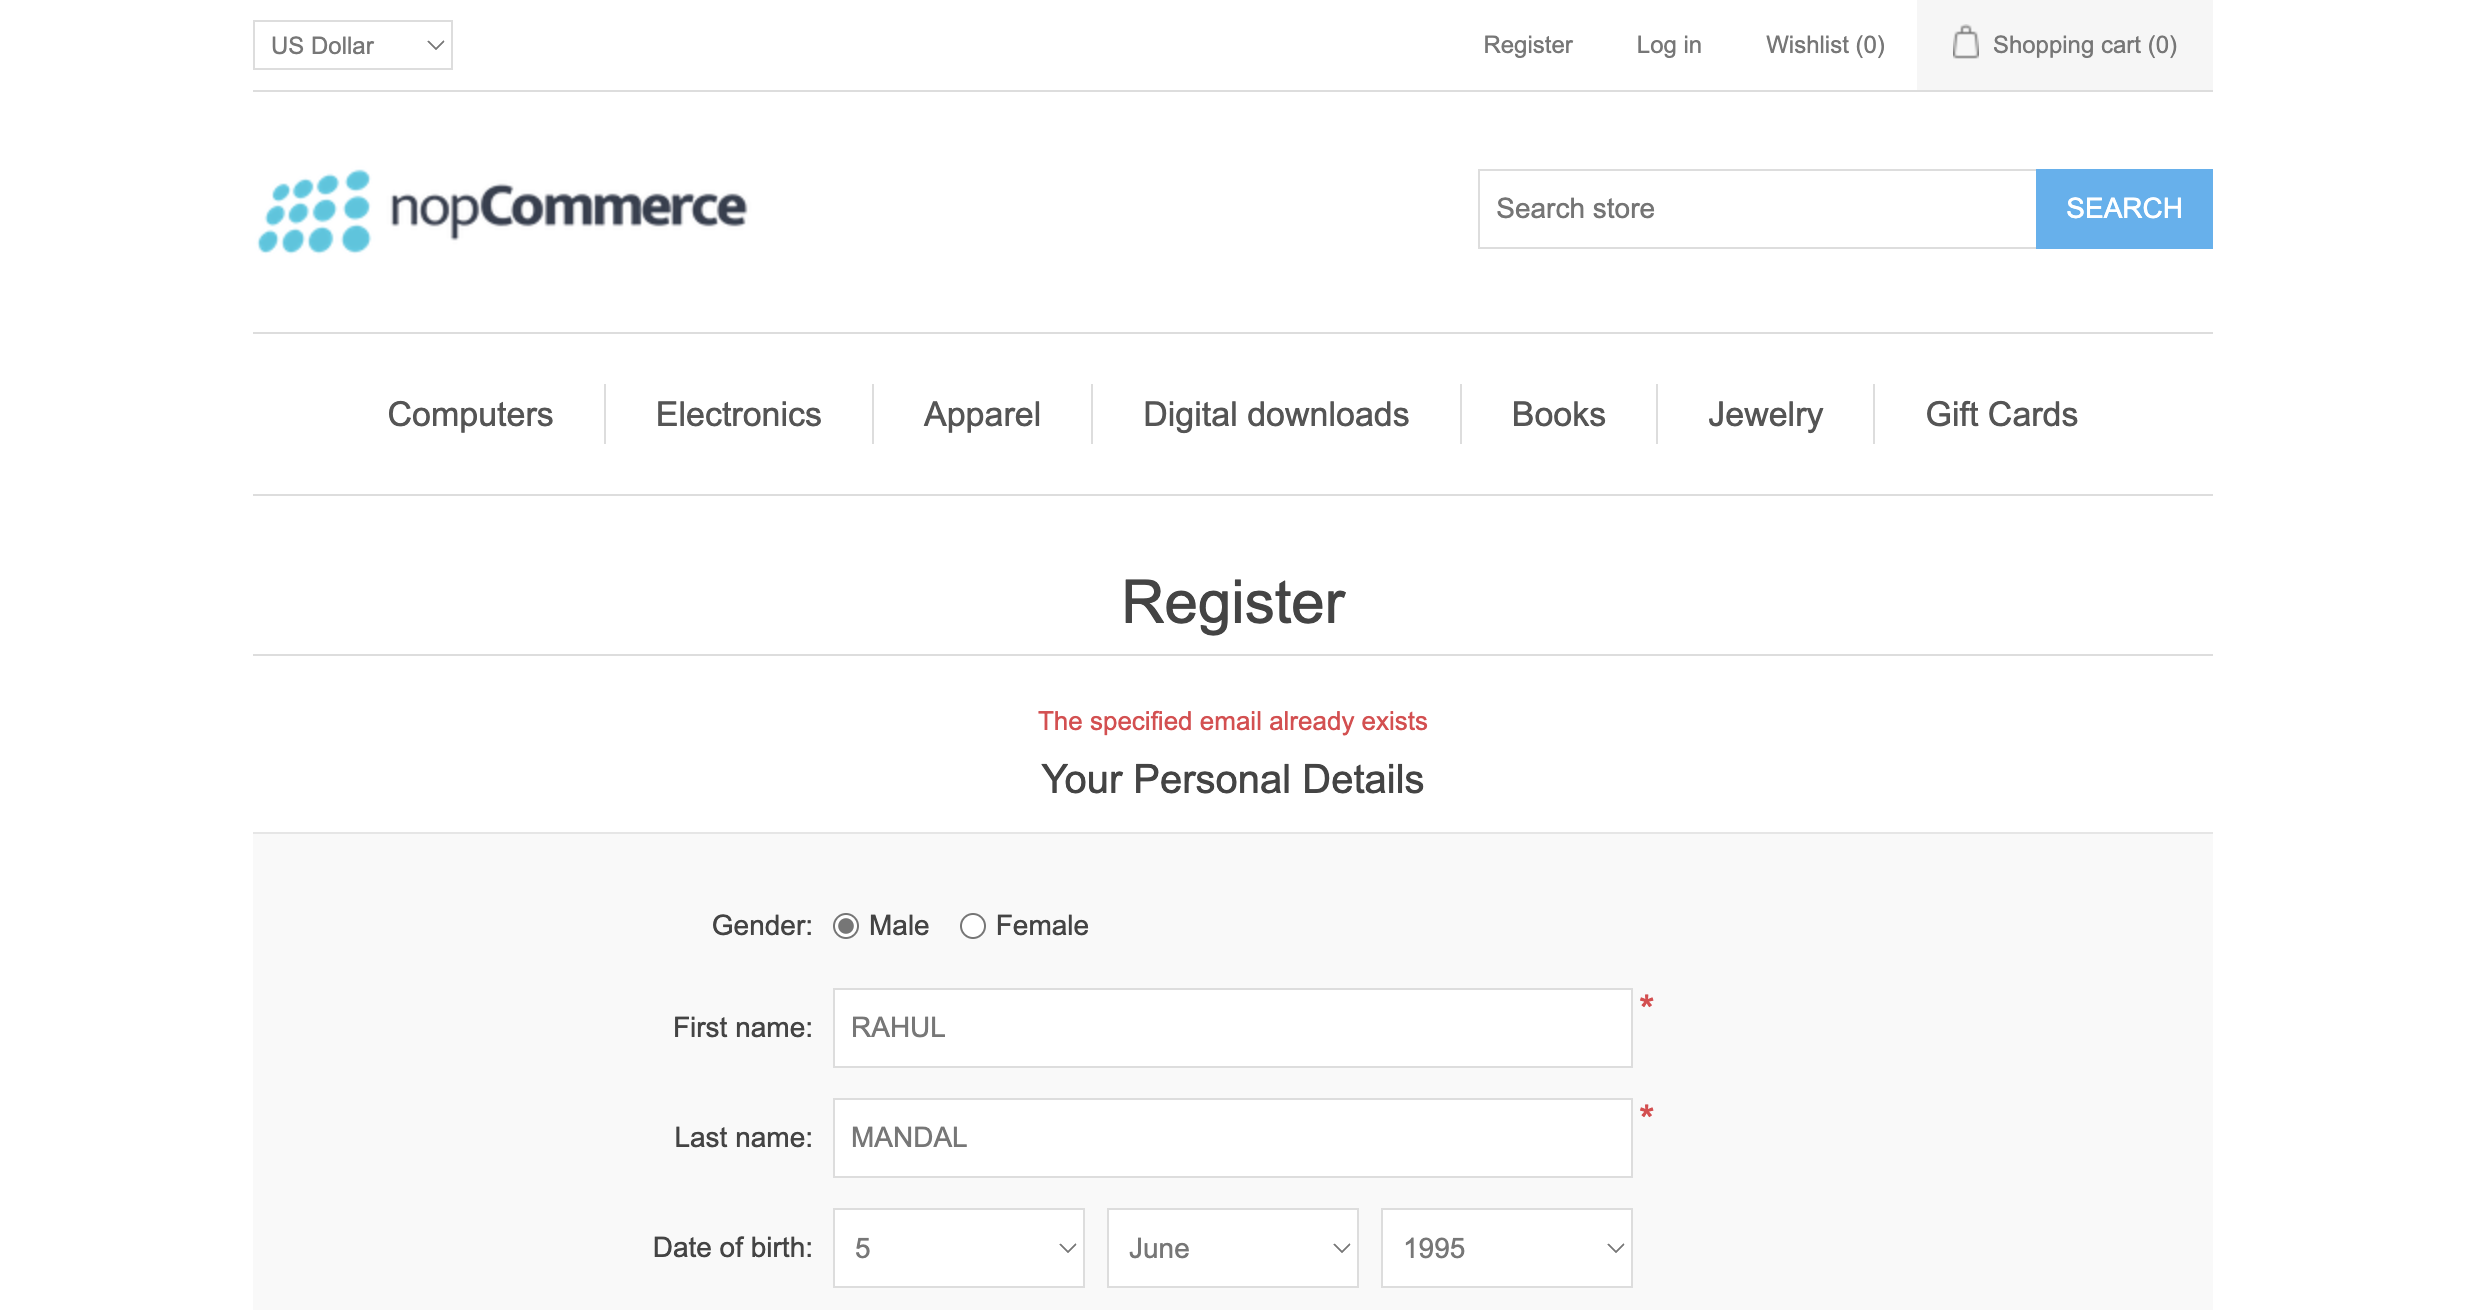 US Dollar
Register Log in Wishlist (0) Shopping cart (0)
nopCommerce
Search store SEARCH
Computers Electronics Apparel Digital downloads Books Jewelry Gift Cards
Register
The specified email already exists
Your Personal Details
Gender: Male Female
First name: RAHUL *
Last name: MANDAL *
Date of birth: 5 June 1995